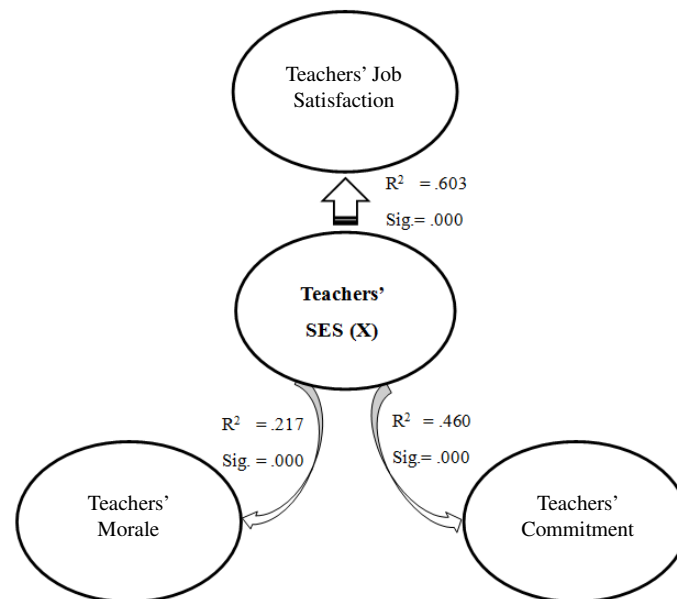 Teachers’ Job
Satisfaction
R² = .603
Sig.= .000
Teachers’
SES (X)
R² = .217
Sig. = .000
R² = .460
Sig.= .000
Teachers’
Morale
Teachers’
Commitment